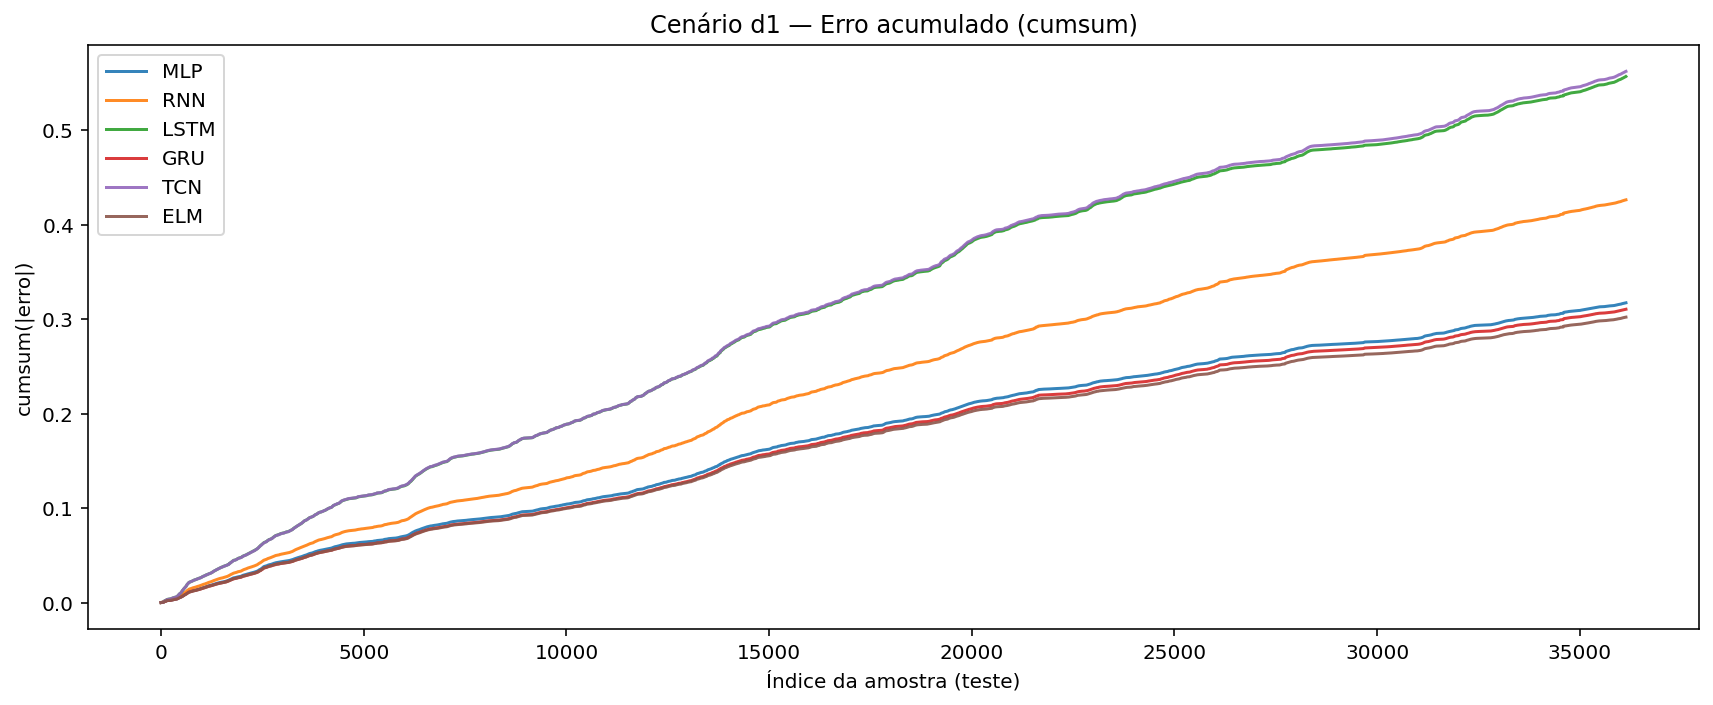 Cenário d1 — Erro acumulado (cumsum)
MLP
RNN
LSTM
GRU
TCN
ELM
cumsum(|erro|)
0.5
0.4
0.3
0.2
0.1
0.0
0 5000 10000 15000 20000 25000 30000 35000
Índice da amostra (teste)